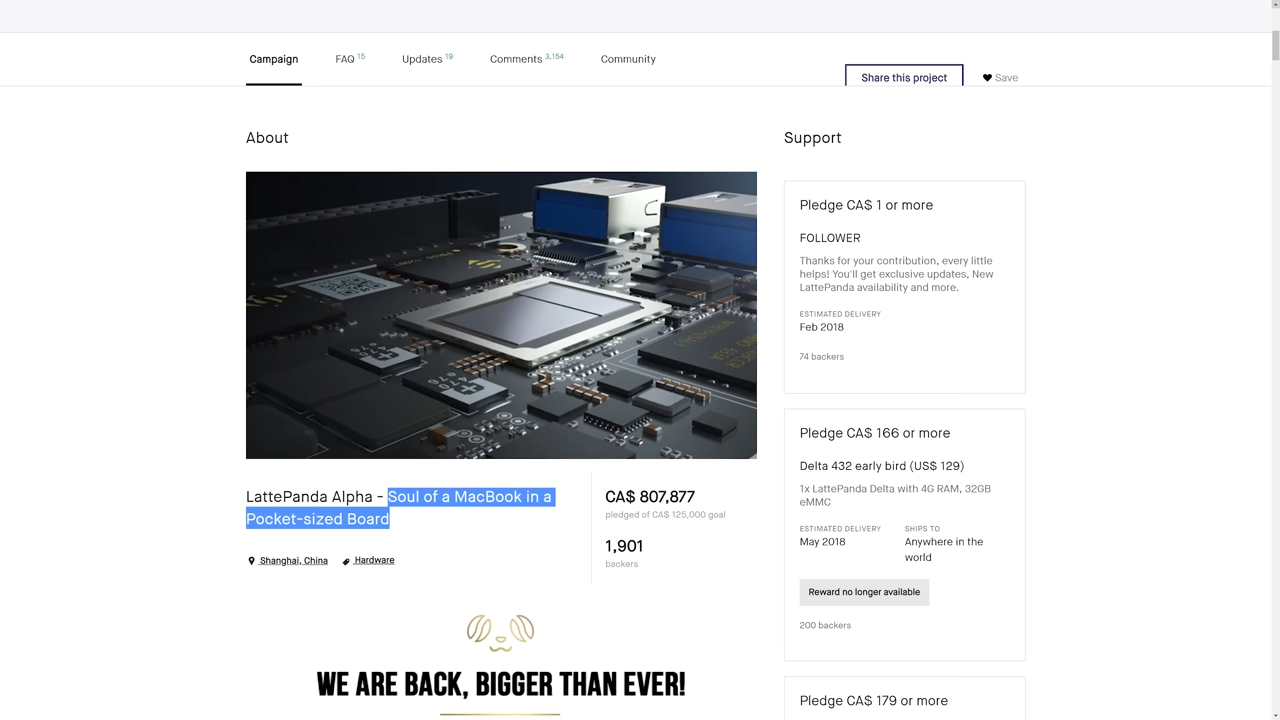 Campaign
FAQ 15
Updates 19
Comments 3,154
Community
Share this project
Save
About
LattePanda Alpha - Soul of a MacBook in a
Pocket-sized Board
Shanghai, China
Hardware
CA$ 807,877
pledged of CA$ 125,000 goal
1,901
backers
WE ARE BACK, BIGGER THAN EVER!
Support
Pledge CA$ 1 or more
FOLLOWER
Thanks for your contribution, every little
helps! You'll get exclusive updates, New
LattePanda availability and more.
ESTIMATED DELIVERY
Feb 2018
74 backers
Pledge CA$ 166 or more
Delta 432 early bird (US$ 129)
1x LattePanda Delta with 4G RAM, 32GB
eMMC
ESTIMATED DELIVERY
May 2018
SHIPS TO
Anywhere in the
world
Reward no longer available
200 backers
Pledge CA$ 179 or more